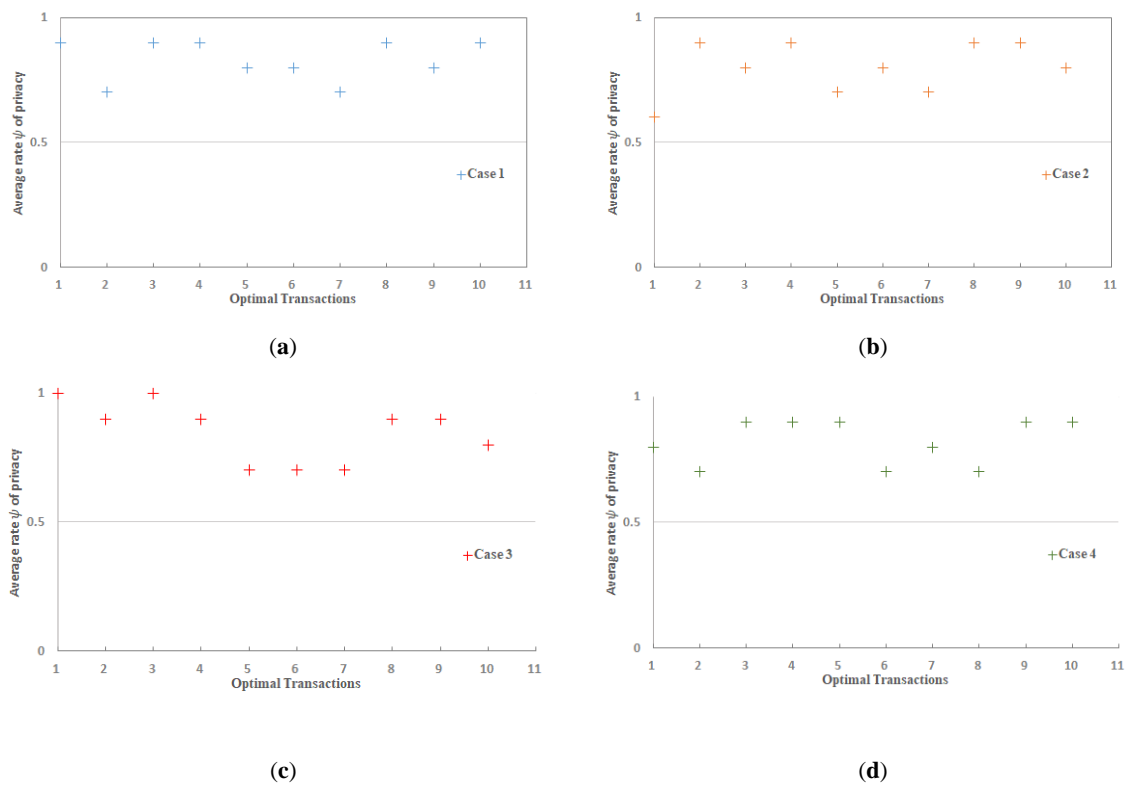 1
0.5
0
Average rate ψ of privacy
Case 1
1 2 3 4 5 6 7 8 9 10 11
Optimal Transactions
(a)
1
0.5
0
Average rate ψ of privacy
Case 2
1 2 3 4 5 6 7 8 9 10 11
Optimal Transactions
(b)
1
0.5
0
Average rate ψ of privacy
Case 3
1 2 3 4 5 6 7 8 9 10 11
Optimal Transactions
(c)
1
0.5
0
Average rate ψ of privacy
Case 4
1 2 3 4 5 6 7 8 9 10 11
Optimal Transactions
(d)